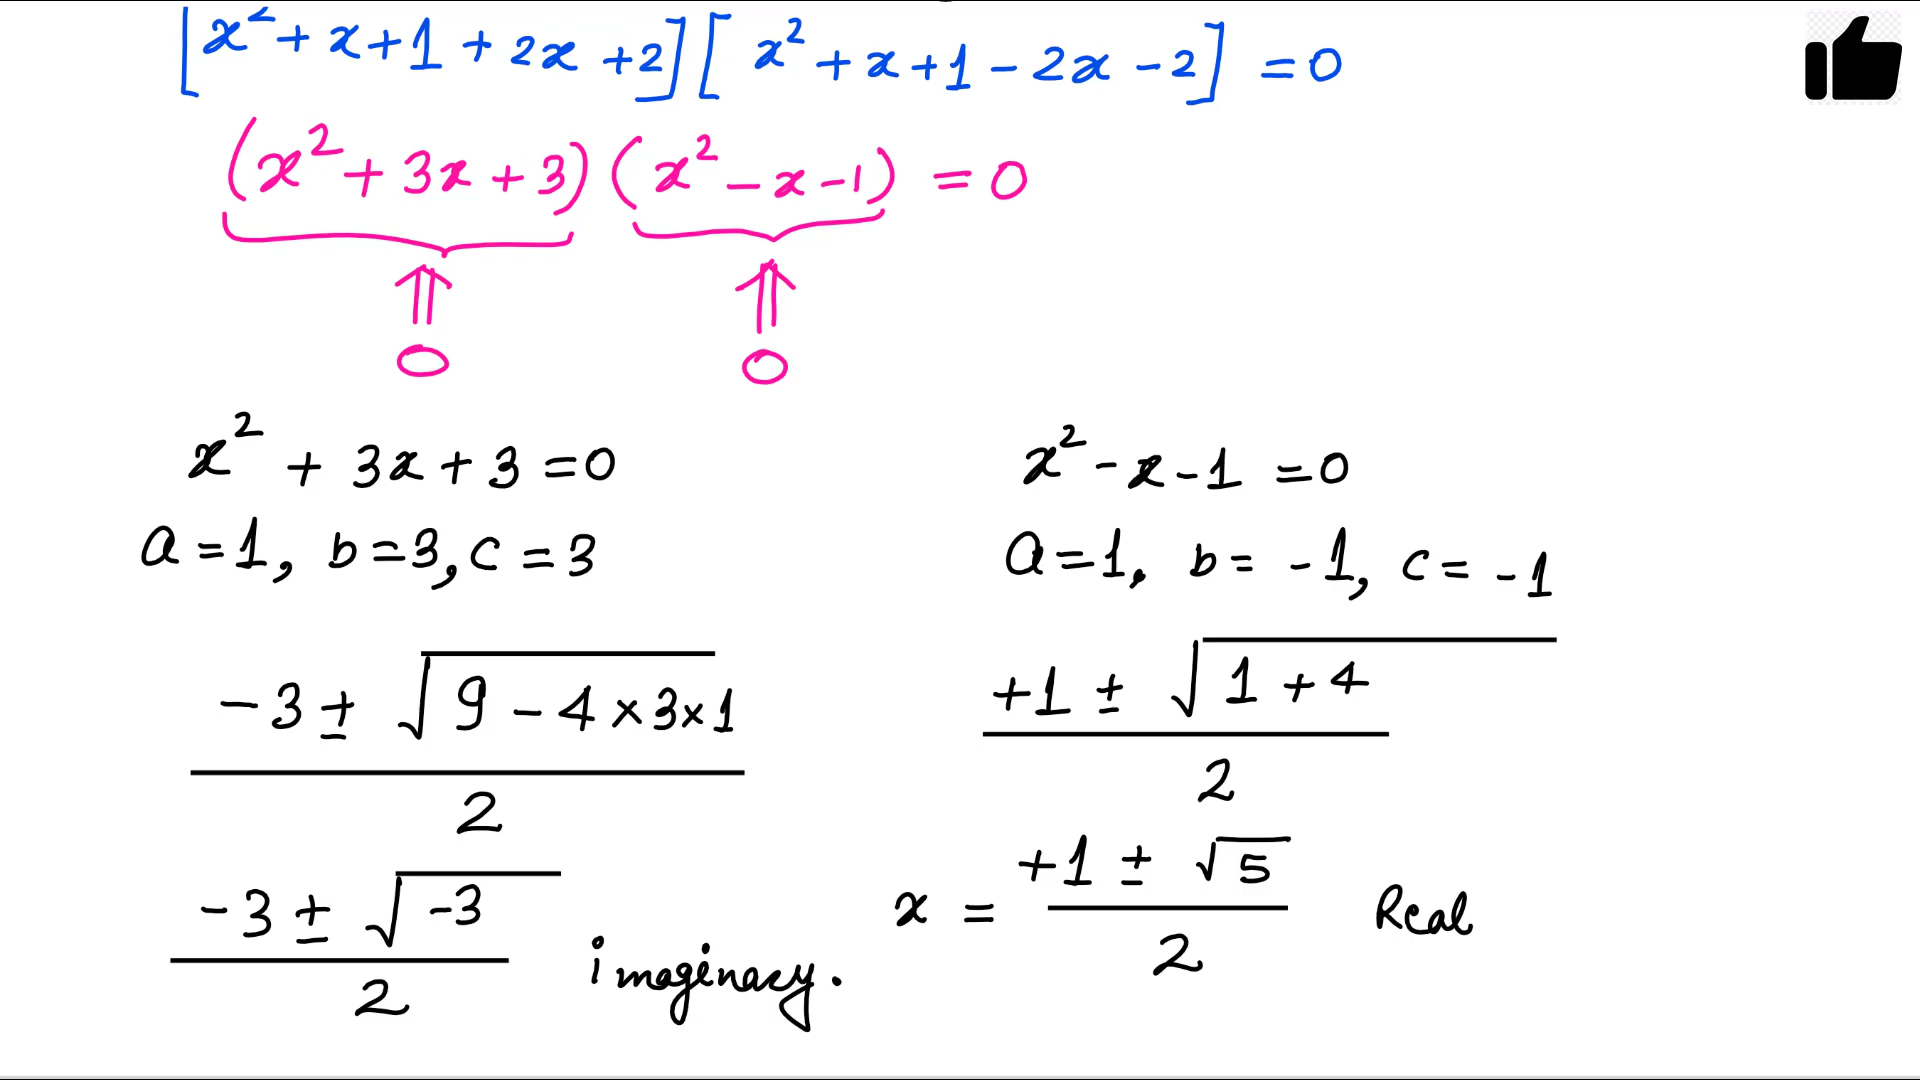 [x² + x + 1 + 2x + 2] [x² + x + 1 - 2x - 2] = 0
(x² + 3x + 3) (x² - x - 1) = 0
⇑ ⇑
0 0
x² + 3x + 3 = 0
a = 1, b = 3, c = 3
-3 ± √9 - 4 × 3 × 1
2
-3 ± √-3
2
imaginary.
x² - x - 1 = 0
a = 1, b = -1, c = -1
+1 ± √1 + 4
2
x = +1 ± √5
2
Real